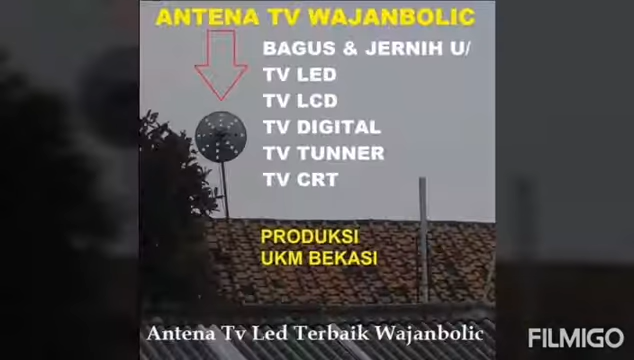 ANTENA TV WAJANBOLIC
BAGUS & JERNIH U/
TV LED
TV LCD
TV DIGITAL
TV TUNNER
TV CRT
PRODUKSI
UKM BEKASI
Antena Tv Led Terbaik Wajanbolic
FILMIGO